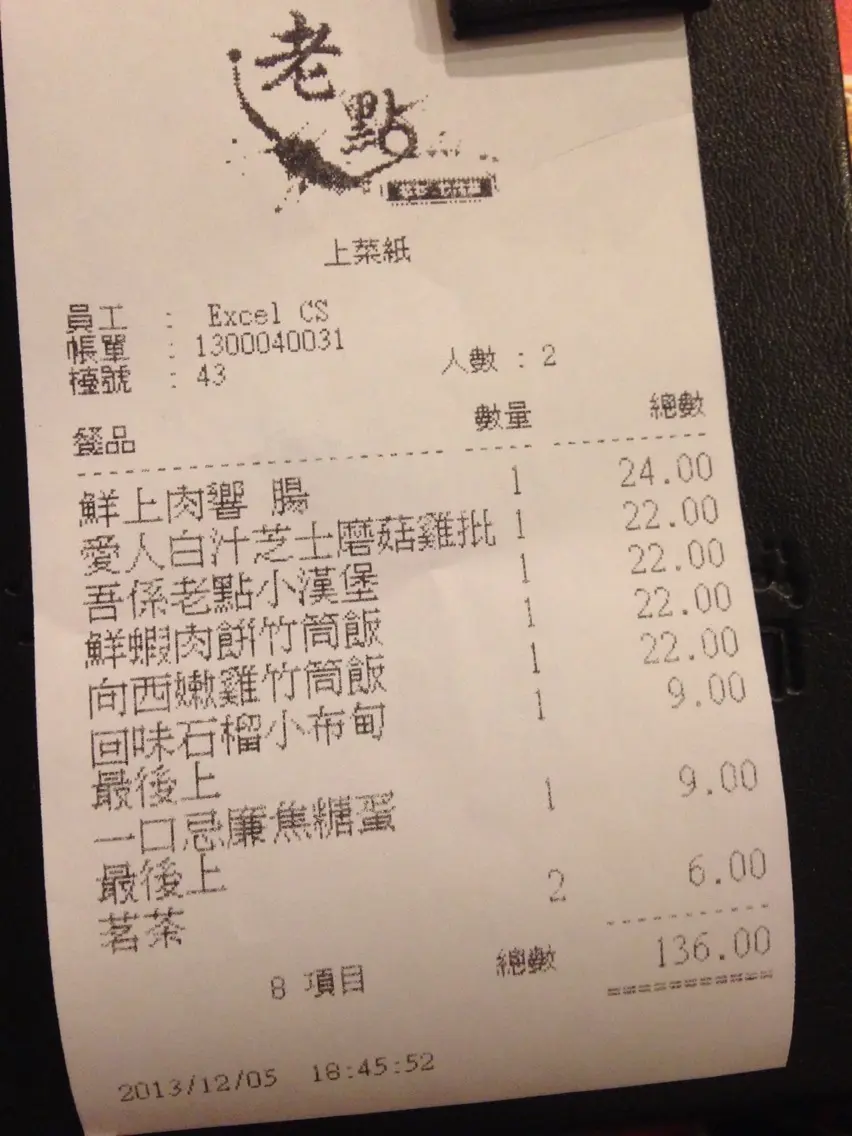 老點
上菜紙
員工 : Excel CS
帳單 : 1300040031
檯號 : 43 人數 : 2
餐品 數量 總數
鮮上肉響 腸 1 24.00
愛人白汁芝士磨菇雞批 1 22.00
吾係老點小漢堡 1 22.00
鮮蝦肉餅竹筒飯 1 22.00
向西嫩雞竹筒飯 1 22.00
回味石榴小布甸 1 9.00
最後上
一口忌廉焦糖蛋 1 9.00
最後上
茗茶 2 6.00
8 項目 總數 136.00
2013/12/05 18:45:52